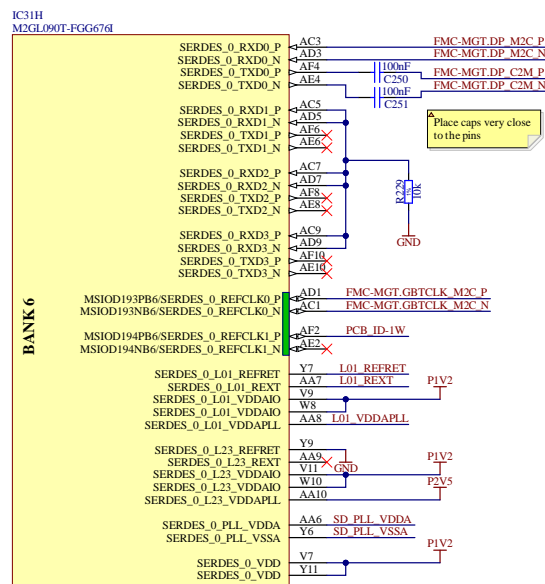 IC31H
M2GL090T-FGG676I
BANK 6
SERDES_0_RXD0_P AC3 FMC-MGT.DP_M2C_P
SERDES_0_RXD0_N AD3 FMC-MGT.DP_M2C_N
SERDES_0_TXD0_P AF4 100nF C250 FMC-MGT.DP_C2M_P
SERDES_0_TXD0_N AE4 100nF C251 FMC-MGT.DP_C2M_N
SERDES_0_RXD1_P AC5
SERDES_0_RXD1_N AD5
SERDES_0_TXD1_P AF6
SERDES_0_TXD1_N AE6
Place caps very close
to the pins
SERDES_0_RXD2_P AC7
SERDES_0_RXD2_N AD7
SERDES_0_TXD2_P AF8
SERDES_0_TXD2_N AE8
R229 1% 10k
GND
SERDES_0_RXD3_P AC9
SERDES_0_RXD3_N AD9
SERDES_0_TXD3_P AF10
SERDES_0_TXD3_N AE10
MSIOD193PB6/SERDES_0_REFCLK0_P AD1 FMC-MGT.GBTCLK_M2C_P
MSIOD193NB6/SERDES_0_REFCLK0_N AC1 FMC-MGT.GBTCLK_M2C_N
MSIOD194PB6/SERDES_0_REFCLK1_P AF2 PCB_ID-1W
MSIOD194NB6/SERDES_0_REFCLK1_N AE2
SERDES_0_L01_REFRET Y7 L01_REFRET
SERDES_0_L01_REXT AA7 L01_REXT P1V2
SERDES_0_L01_VDDAIO V9
SERDES_0_L01_VDDAIO W8
SERDES_0_L01_VDDAPLL AA8 L01_VDDAPLL
SERDES_0_L23_REFRET Y9
SERDES_0_L23_REXT AA9 GND P1V2
SERDES_0_L23_VDDAIO V11
SERDES_0_L23_VDDAIO W10 P2V5
SERDES_0_L23_VDDAPLL AA10
SERDES_0_PLL_VDDA AA6 SD_PLL_VDDA
SERDES_0_PLL_VSSA Y6 SD_PLL_VSSA
P1V2
SERDES_0_VDD V7
SERDES_0_VDD Y11